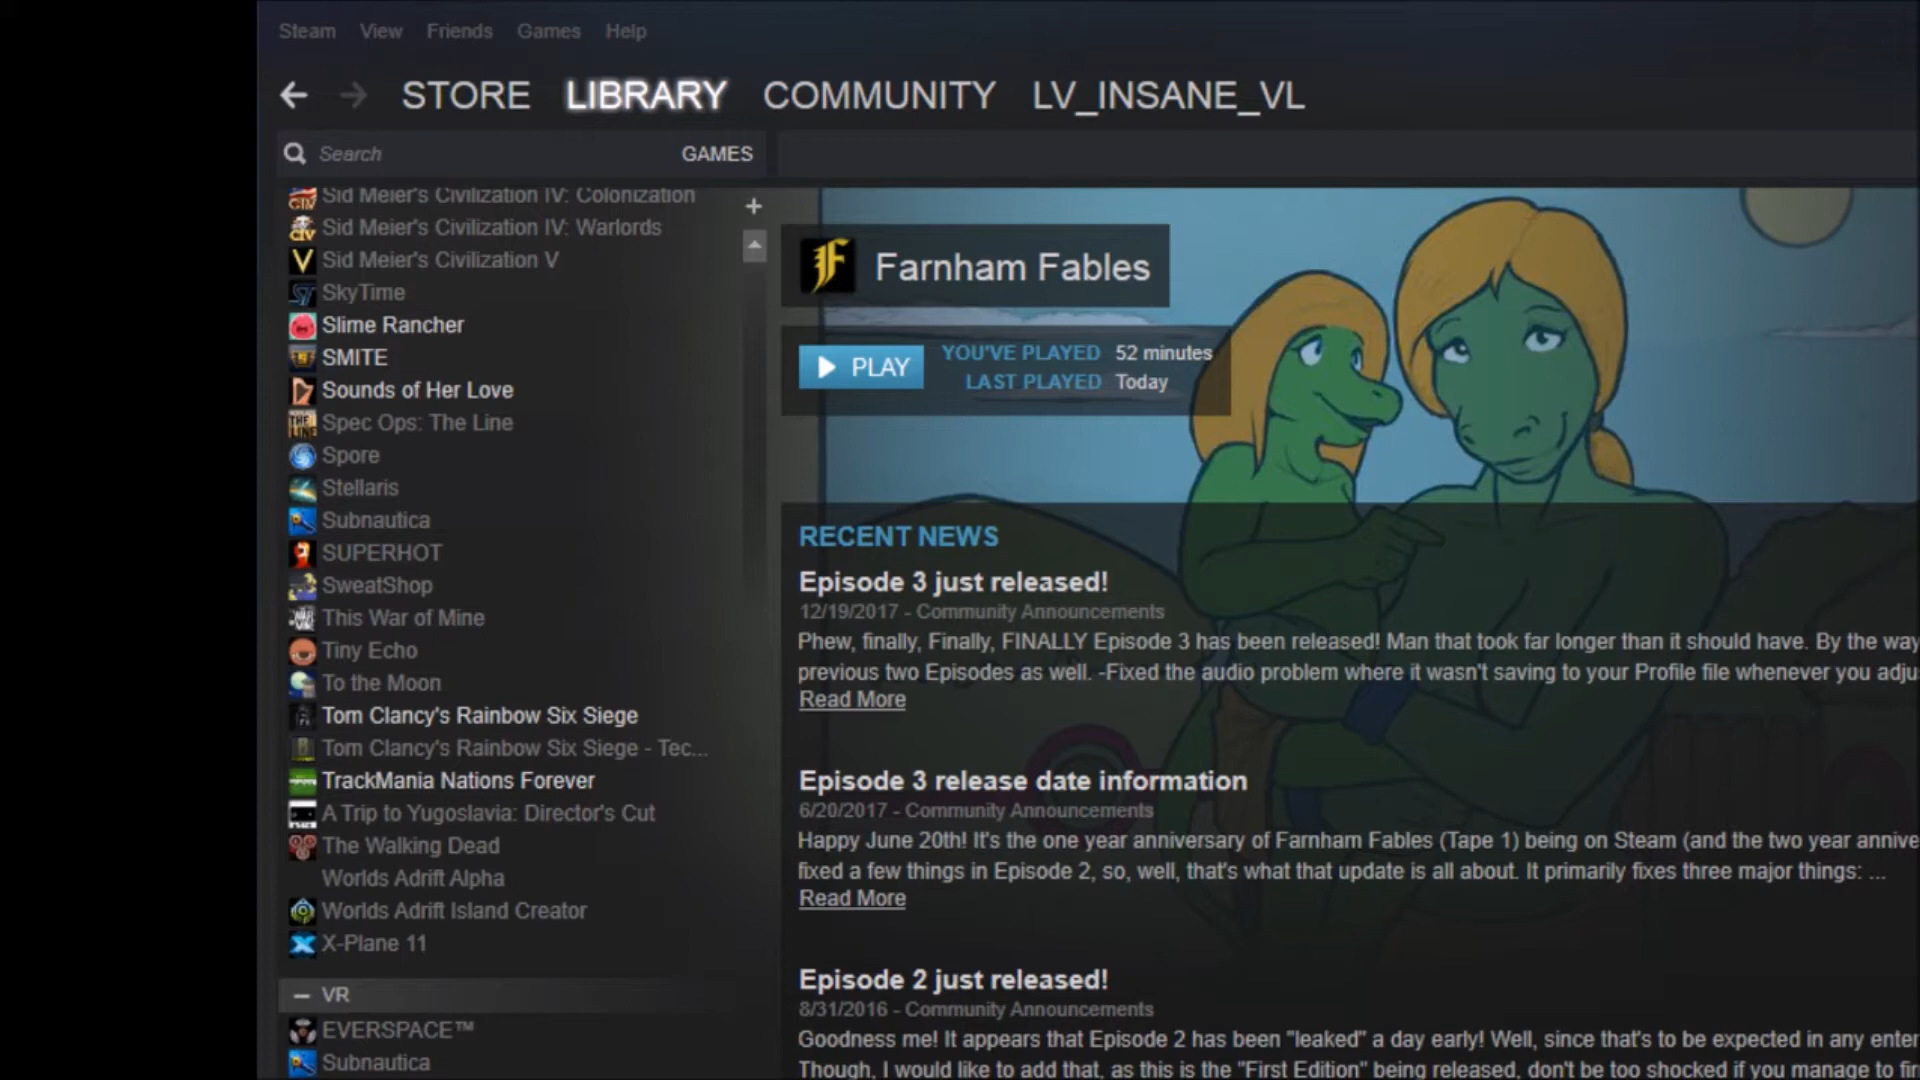 Steam View Friends Games Help
STORE LIBRARY COMMUNITY LV_INSANE_VL
Search GAMES
Sid Meier's Civilization IV: Colonization
Sid Meier's Civilization IV: Warlords
Sid Meier's Civilization V
SkyTime
Slime Rancher
SMITE
Sounds of Her Love
Spec Ops: The Line
Spore
Stellaris
Subnautica
SUPERHOT
SweatShop
This War of Mine
Tiny Echo
To the Moon
Tom Clancy's Rainbow Six Siege
Tom Clancy's Rainbow Six Siege - Tec...
TrackMania Nations Forever
A Trip to Yugoslavia: Director's Cut
The Walking Dead
Worlds Adrift Alpha
Worlds Adrift Island Creator
X-Plane 11
VR
EVERSPACE™
Subnautica
Farnham Fables
PLAY
YOU'VE PLAYED 52 minutes
LAST PLAYED Today
RECENT NEWS
Episode 3 just released!
12/19/2017 - Community Announcements
Phew, finally, Finally, FINALLY Episode 3 has been released! Man that took far longer than it should have. By the way
previous two Episodes as well. -Fixed the audio problem where it wasn't saving to your Profile file whenever you adju
Read More
Episode 3 release date information
6/20/2017 - Community Announcements
Happy June 20th! It's the one year anniversary of Farnham Fables (Tape 1) being on Steam (and the two year annive
fixed a few things in Episode 2, so, well, that's what that update is all about. It primarily fixes three major things: ...
Read More
Episode 2 just released!
8/31/2016 - Community Announcements
Goodness me! It appears that Episode 2 has been "leaked" a day early! Well, since that's to be expected in any enter
Though, I would like to add that, as this is the "First Edition" being released, don't be too shocked if you manage to fi